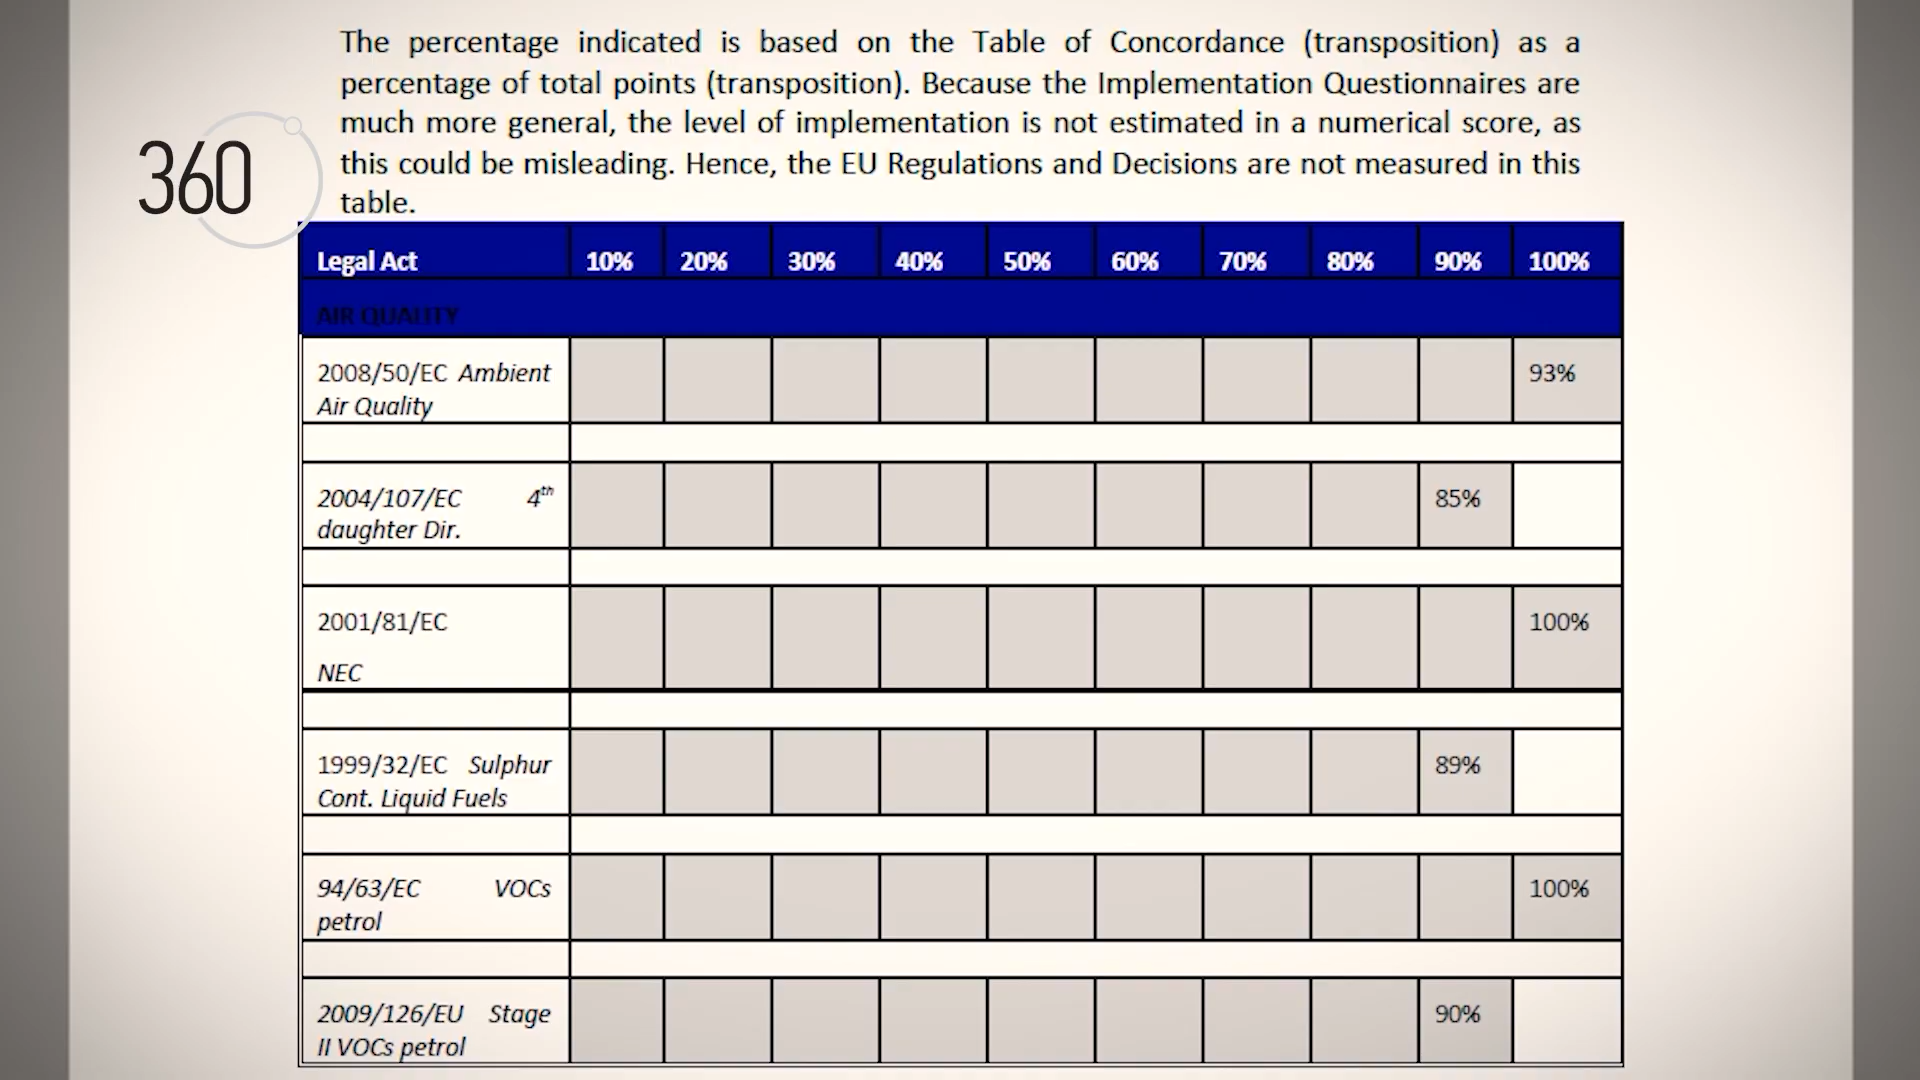 The percentage indicated is based on the Table of Concordance (transposition) as a
percentage of total points (transposition). Because the Implementation Questionnaires are
much more general, the level of implementation is not estimated in a numerical score, as
this could be misleading. Hence, the EU Regulations and Decisions are not measured in this
table.
360
Legal Act 10% 20% 30% 40% 50% 60% 70% 80% 90% 100%
AIR QUALITY
2008/50/EC Ambient 93%
Air Quality
2004/107/EC 4th 85%
daughter Dir.
2001/81/EC 100%
NEC
1999/32/EC Sulphur 89%
Cont. Liquid Fuels
94/63/EC VOCs 100%
petrol
2009/126/EU Stage 90%
II VOCs petrol